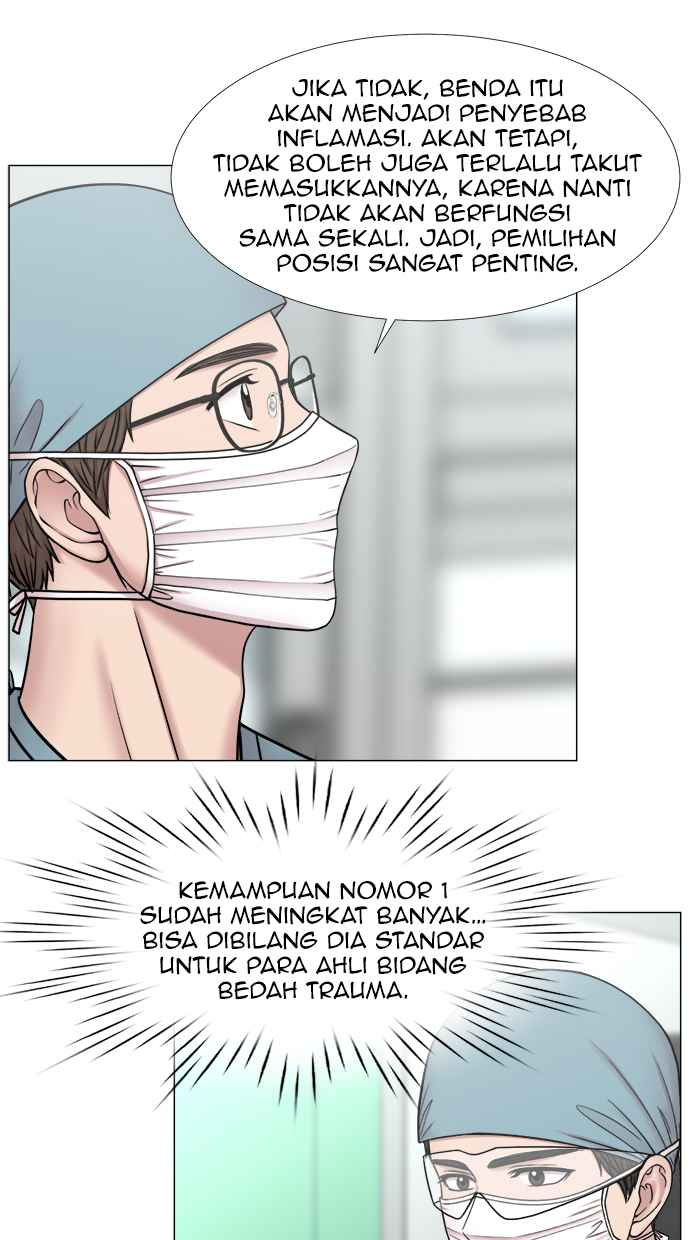 JIKA TIDAK, BENDA ITU
AKAN MENJADI PENYEBAB
INFLAMASI. AKAN TETAPI,
TIDAK BOLEH JUGA TERLALU TAKUT
MEMASUKKANNYA, KARENA NANTI
TIDAK AKAN BERFUNGSI
SAMA SEKALI. JADI, PEMILIHAN
POSISI SANGAT PENTING.
KEMAMPUAN NOMOR 1
SUDAH MENINGKAT BANYAK...
BISA DIBILANG DIA STANDAR
UNTUK PARA AHLI BIDANG
BEDAH TRAUMA.